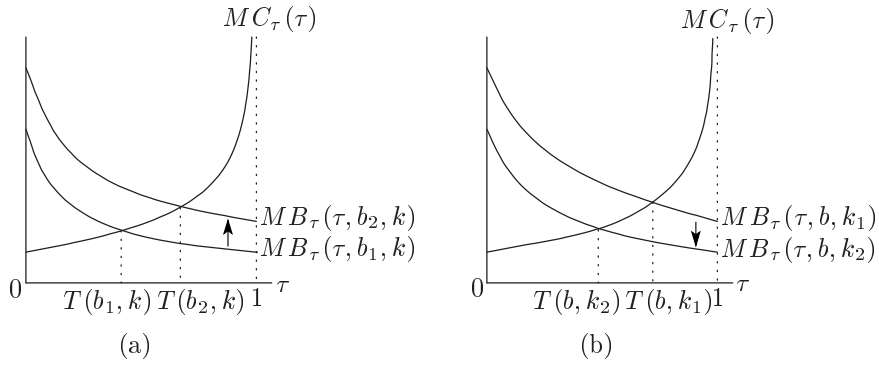 MC_τ(τ)
MB_τ(τ, b_2, k)
MB_τ(τ, b_1, k)
0
T(b_1, k) T(b_2, k) 1 τ
(a)
MC_τ(τ)
MB_τ(τ, b, k_1)
MB_τ(τ, b, k_2)
0
T(b, k_2) T(b, k_1) 1 τ
(b)